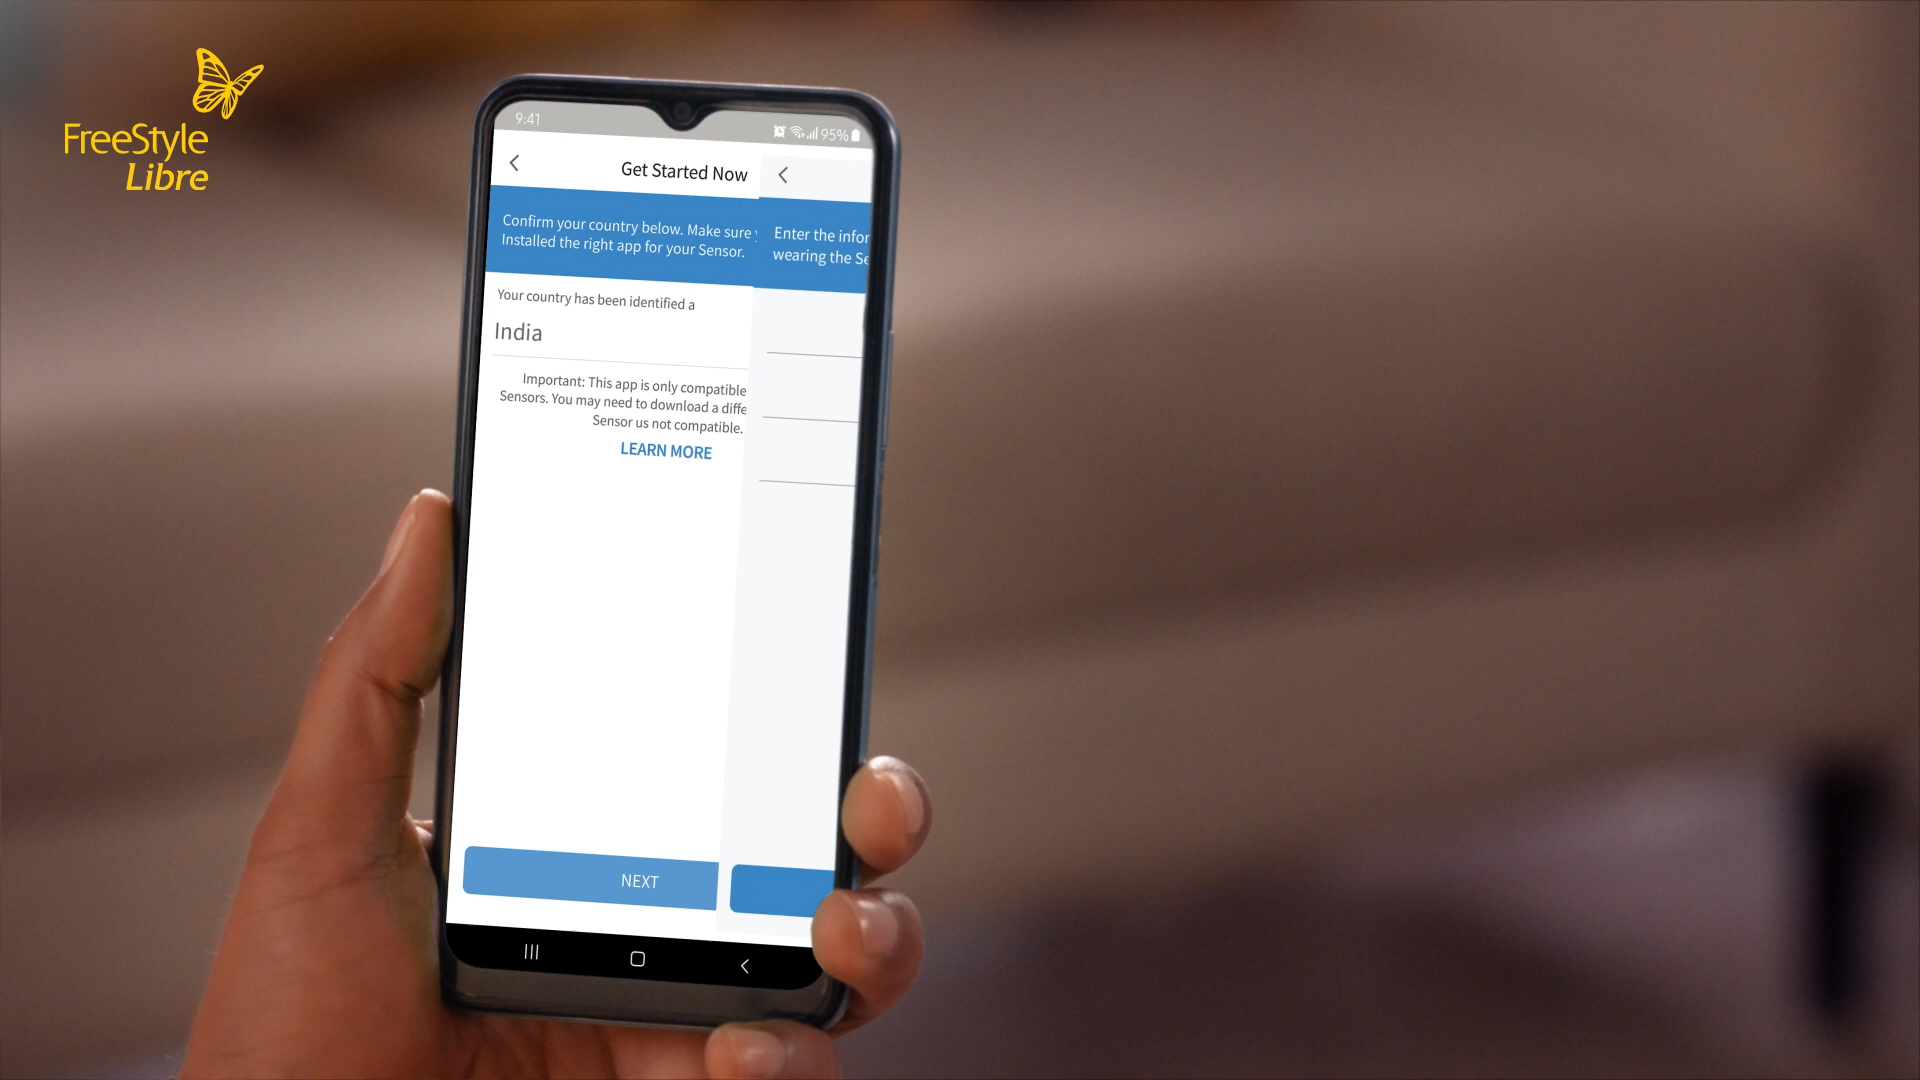 FreeStyle
Libre
9:41
95%
Get Started Now
Confirm your country below. Make sure
Installed the right app for your Sensor.
Your country has been identified a
India
Important: This app is only compatible
Sensors. You may need to download a diffe
Sensor us not compatible.
LEARN MORE
NEXT
Enter the infor
wearing the Se